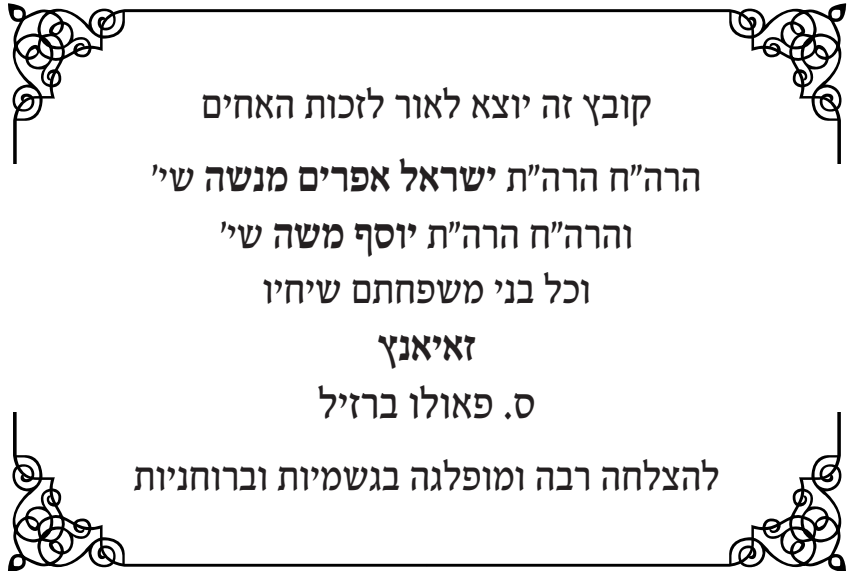 קובץ זה יוצא לאור לזכות האחים
הרה״ח הרה״ת ישראל אפרים מנשה שי׳
והרה״ח הרה״ת יוסף משה שי׳
וכל בני משפחתם שיחיו
זאיאנץ
ס. פאולו ברזיל
להצלחה רבה ומופלגה בגשמיות וברוחניות